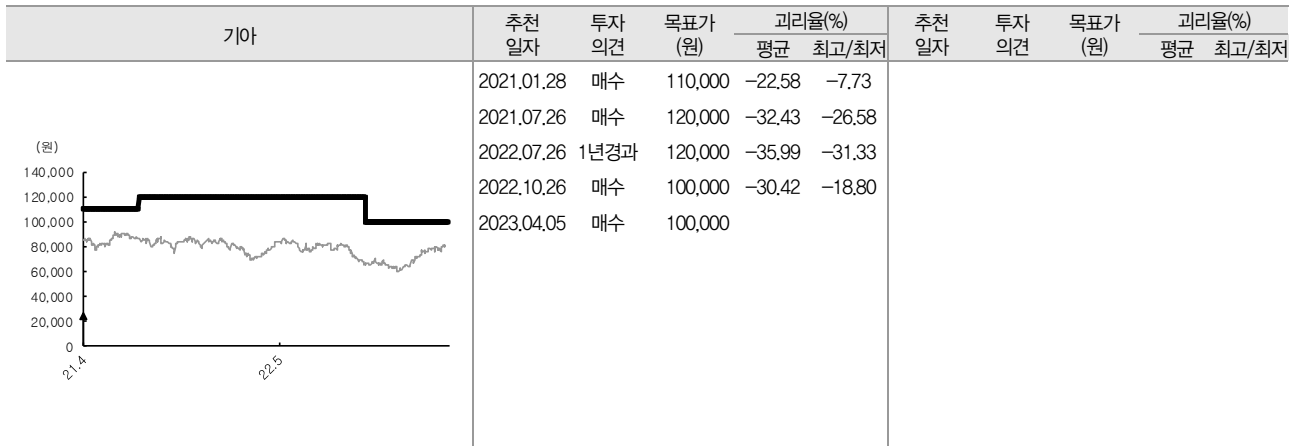 기아
추천 일자 투자 의견 목표가 (원) 괴리율(%) 평균 최고/최저 추천 일자 투자 의견 목표가 (원) 괴리율(%) 평균 최고/최저
2021.01.28 매수 110,000 -22.58 -7.73
2021.07.26 매수 120,000 -32.43 -26.58
2022.07.26 1년경과 120,000 -35.99 -31.33
2022.10.26 매수 100,000 -30.42 -18.80
2023.04.05 매수 100,000
(원)
140,000
120,000
100,000
80,000
60,000
40,000
20,000
0
21.4
22.5